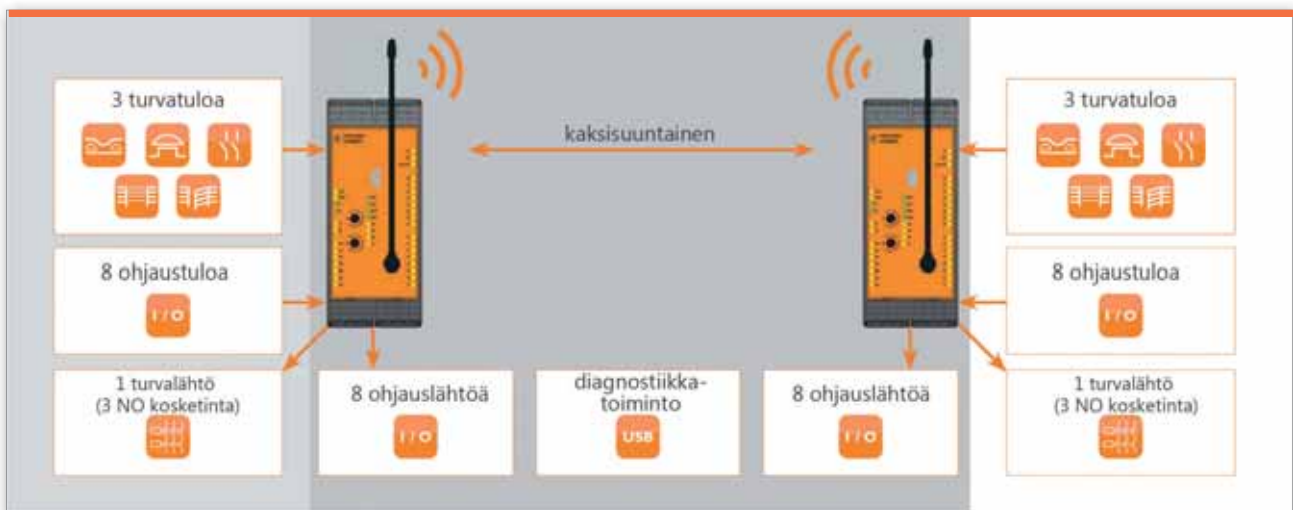 3 turvatuloa
8 ohjaustuloa
I/O
1 turvalähtö
(3 NO kosketinta)
kaksisuuntainen
8 ohjauslähtöä
I/O
diagnostiikka-
toiminto
USB
8 ohjauslähtöä
I/O
3 turvatuloa
8 ohjaustuloa
I/O
1 turvalähtö
(3 NO kosketinta)